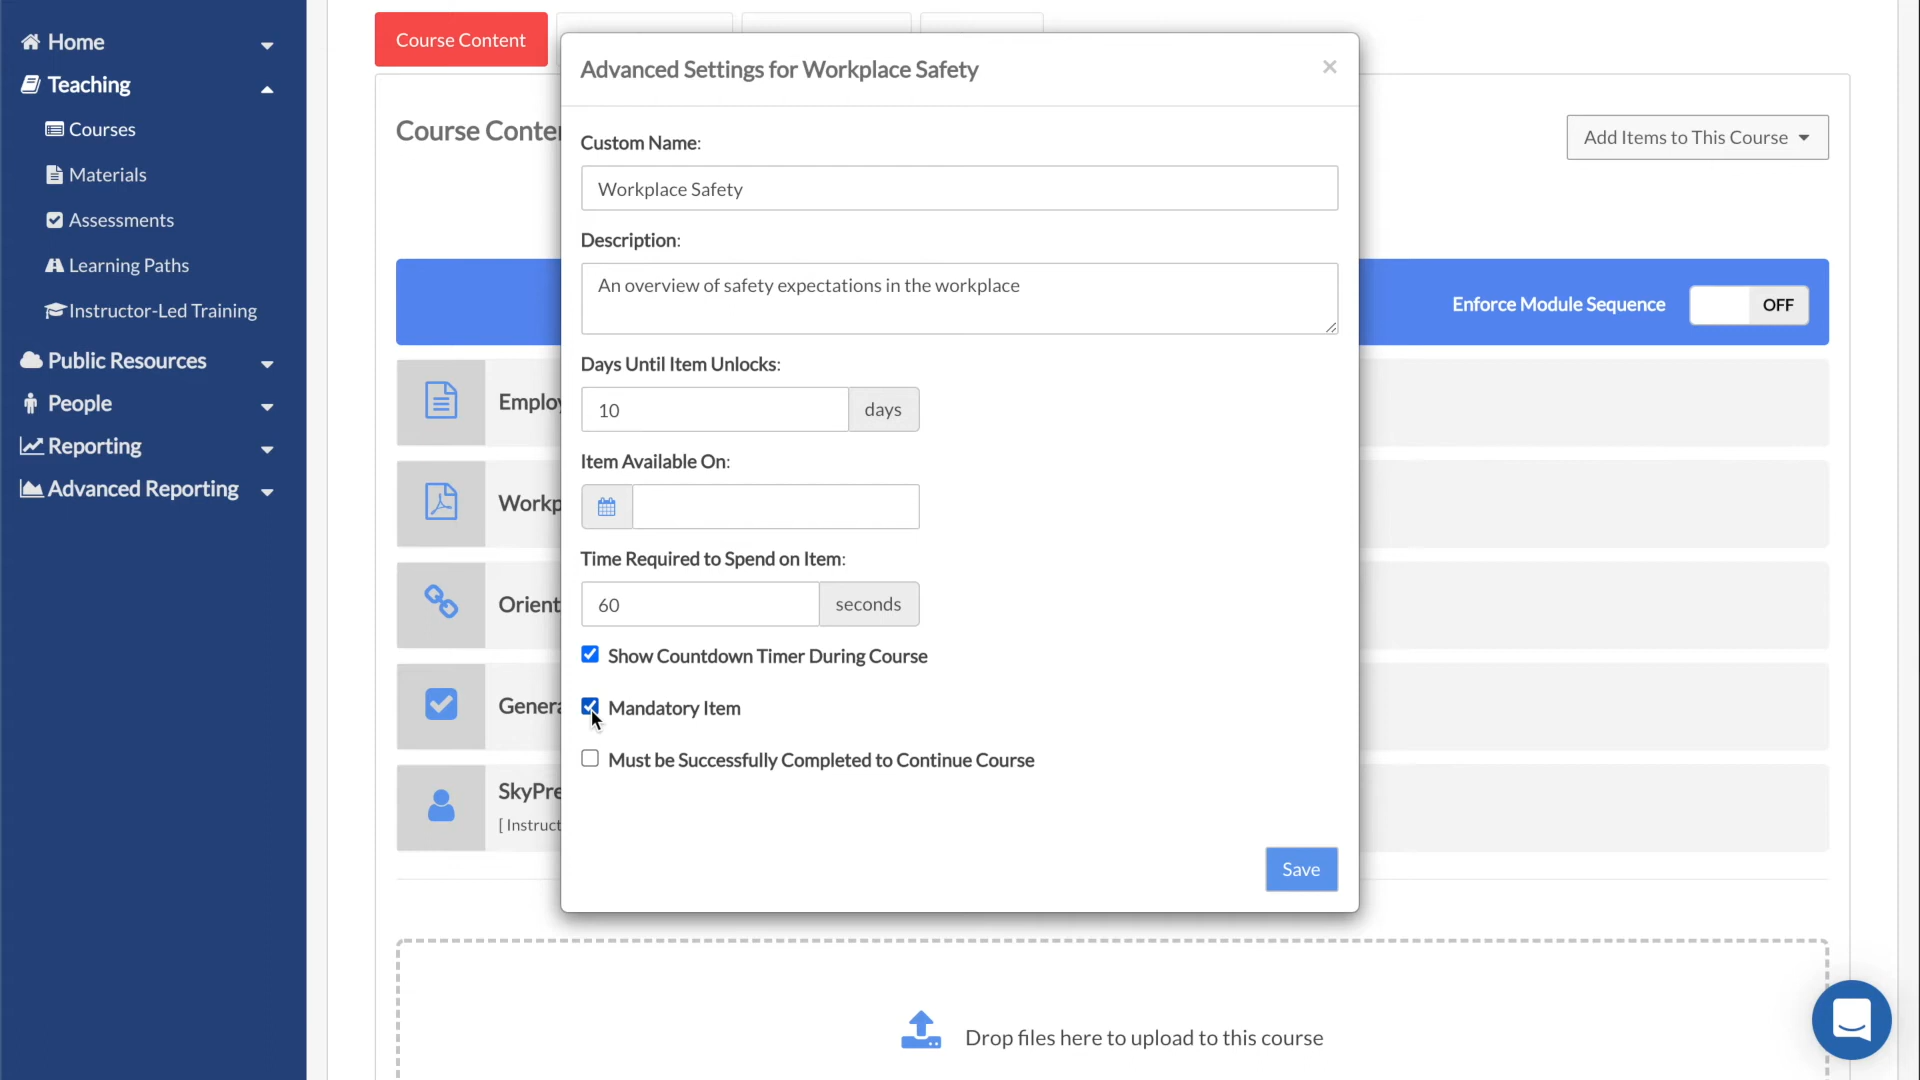 Home
Teaching
Courses
Materials
Assessments
Learning Paths
Instructor-Led Training
Public Resources
People
Reporting
Advanced Reporting
Course Content
Advanced Settings for Workplace Safety
×
Custom Name:
Workplace Safety
Description:
An overview of safety expectations in the workplace
Days Until Item Unlocks:
10 days
Item Available On:
Time Required to Spend on Item:
60 seconds
Show Countdown Timer During Course
Mandatory Item
Must be Successfully Completed to Continue Course
Save
Course Conte
Add Items to This Course
Enforce Module Sequence OFF
Emplo
Workp
Orient
Genera
SkyPre
[ Instruct
Drop files here to upload to this course